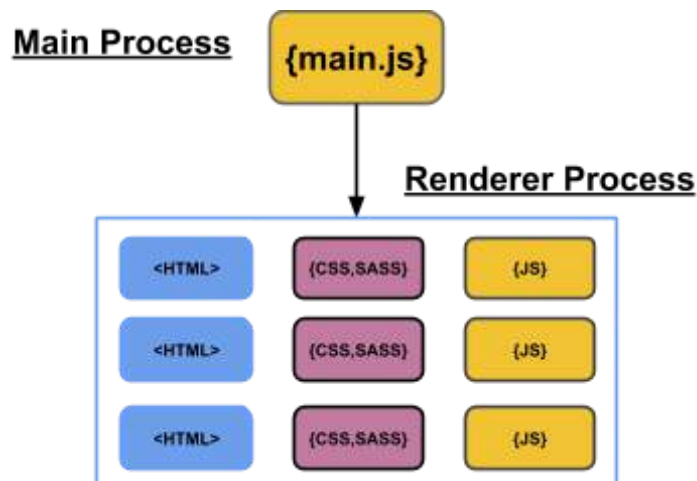 Main Process
{main.js}
Renderer Process
<HTML> {CSS,SASS} {JS}
<HTML> {CSS,SASS} {JS}
<HTML> {CSS,SASS} {JS}